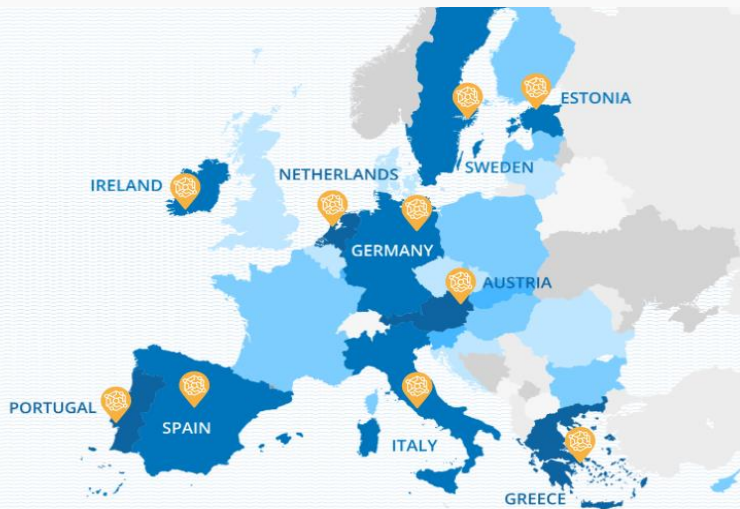 ESTONIA
SWEDEN
NETHERLANDS
IRELAND
GERMANY
AUSTRIA
PORTUGAL
SPAIN
ITALY
GREECE